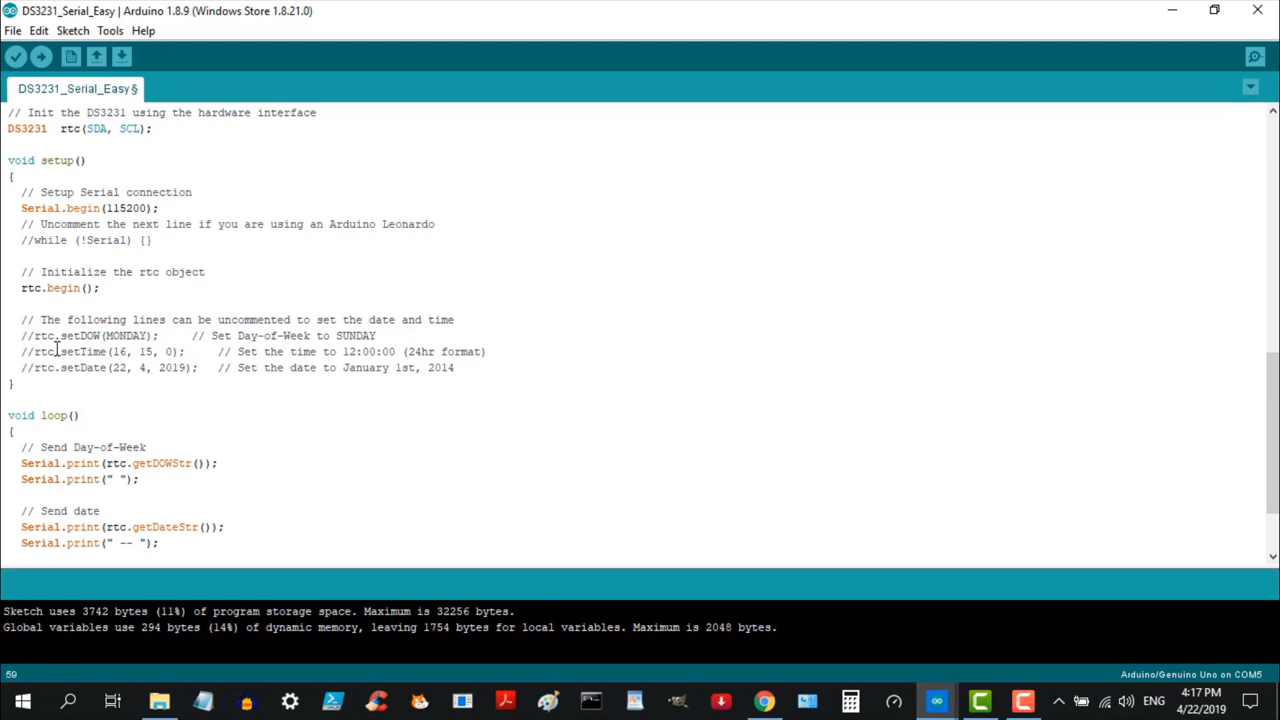 DS3231_Serial_Easy | Arduino 1.8.9 (Windows Store 1.8.21.0)
File Edit Sketch Tools Help
DS3231_Serial_Easy §
// Init the DS3231 using the hardware interface
DS3231  rtc(SDA, SCL);
void setup()
{
// Setup Serial connection
Serial.begin(115200);
// Uncomment the next line if you are using an Arduino Leonardo
//while (!Serial) {}
// Initialize the rtc object
rtc.begin();
// The following lines can be uncommented to set the date and time
//rtc.setDOW(MONDAY);     // Set Day-of-Week to SUNDAY
//rtc.setTime(16, 15, 0);     // Set the time to 12:00:00 (24hr format)
//rtc.setDate(22, 4, 2019);   // Set the date to January 1st, 2014
}
void loop()
{
// Send Day-of-Week
Serial.print(rtc.getDOWStr());
Serial.print(" ");
// Send date
Serial.print(rtc.getDateStr());
Serial.print(" -- ");
Sketch uses 3742 bytes (11%) of program storage space. Maximum is 32256 bytes.
Global variables use 294 bytes (14%) of dynamic memory, leaving 1754 bytes for local variables. Maximum is 2048 bytes.
59
Arduino/Genuino Uno on COM5
ENG
4:17 PM
4/22/2019